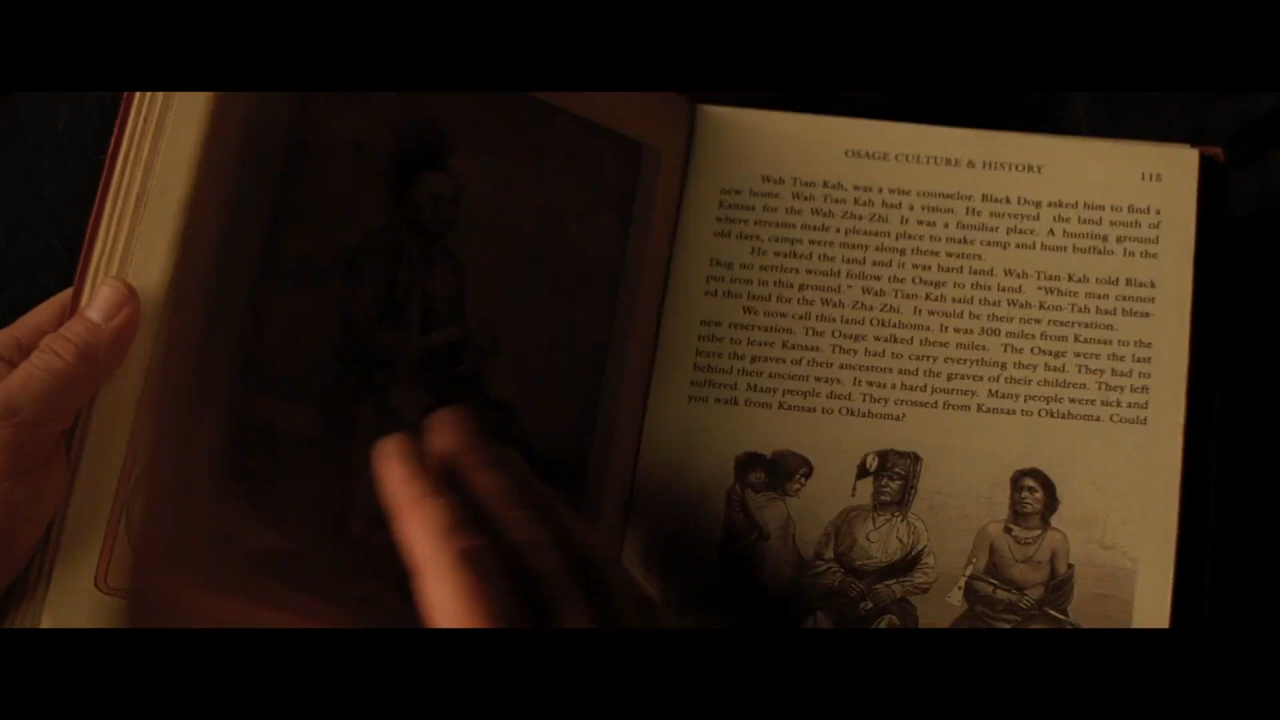 OSAGE CULTURE & HISTORY
118
Wah Tian-Kah, was a wise counselor. Black Dog asked him to find a
new home. Wah-Tian-Kah had a vision. He surveyed the land south of
Kansas for the Wah-Zha-Zhi. It was a familiar place. A hunting ground
where streams made a pleasant place to make camp and hunt buffalo. In the
old days, camps were many along these waters.
He walked the land and it was hard land. Wah-Tian-Kah told Black
Dog no settlers would follow the Osage to this land. "White man cannot
put iron in this ground." Wah-Tian-Kah said that Wah-Kon-Tah had bless-
ed this land for the Wah-Zha-Zhi. It would be their new reservation.
We now call this land Oklahoma. It was 300 miles from Kansas to the
new reservation. The Osage walked these miles. The Osage were the last
tribe to leave Kansas. They had to carry everything they had. They had to
leave the graves of their ancestors and the graves of their children. They left
behind their ancient ways. It was a hard journey. Many people were sick and
suffered. Many people died. They crossed from Kansas to Oklahoma. Could
you walk from Kansas to Oklahoma?